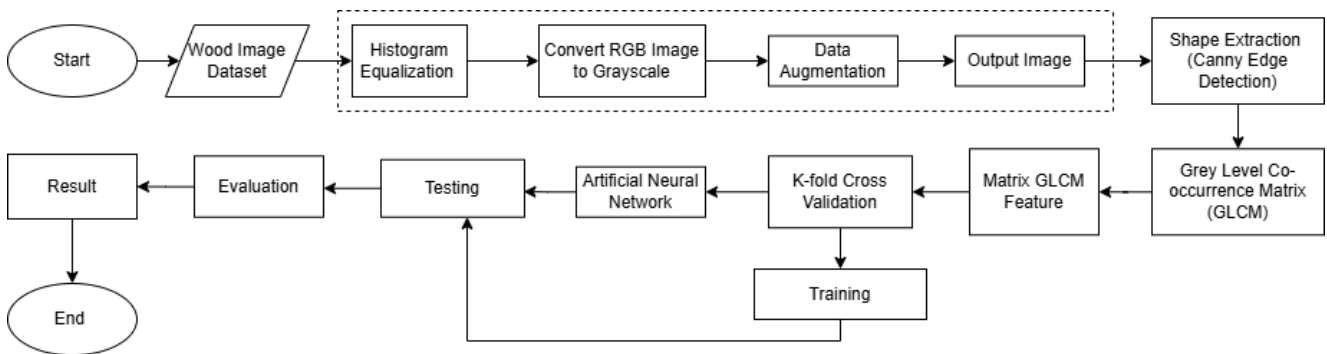 Start
Wood Image
Dataset
Histogram
Equalization
Convert RGB Image
to Grayscale
Data
Augmentation
Output Image
Shape Extraction
(Canny Edge
Detection)
Grey Level Co-
occurrence Matrix
(GLCM)
Matrix GLCM
Feature
K-fold Cross
Validation
Artificial Neural
Network
Testing
Evaluation
Result
Training
End